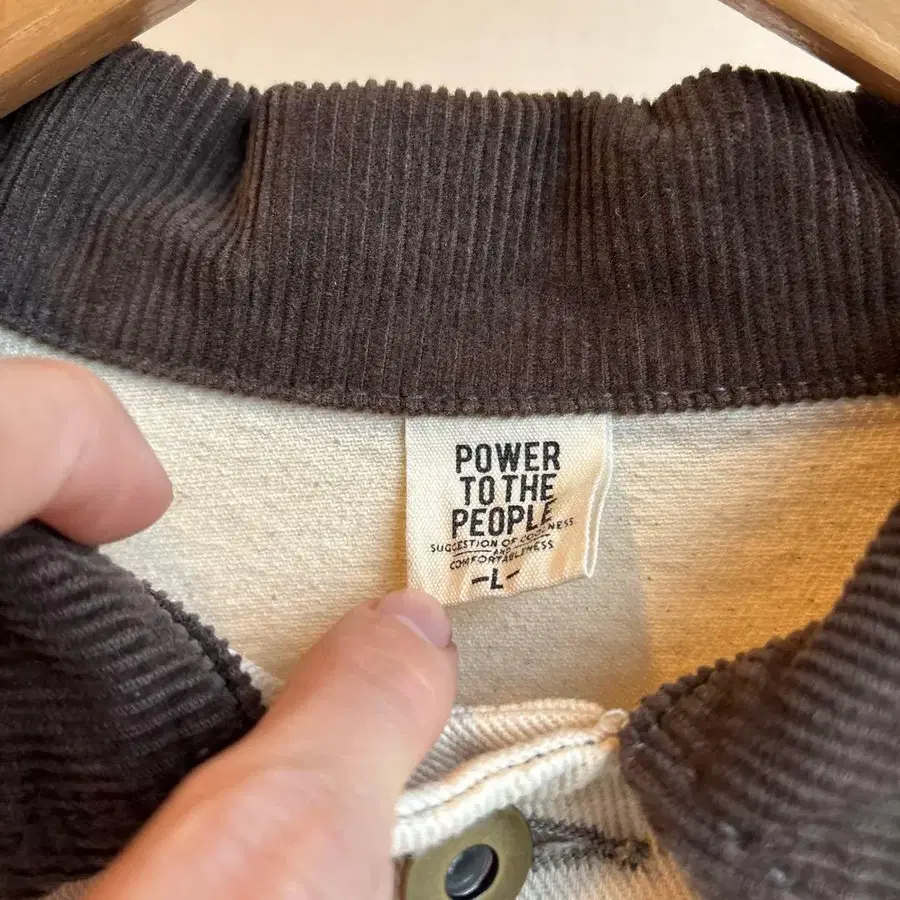 POWER
TO THE
PEOPLE
SUGGESTION OF COOLNESS
AND
COMFORTABLENESS
-L-